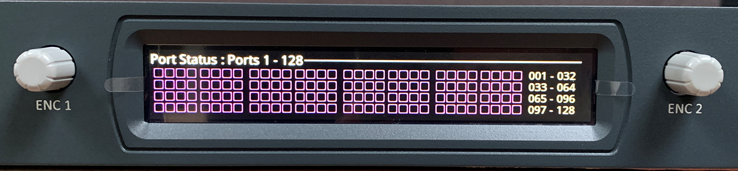 Port Status : Ports 1 - 128
001 - 032
033 - 064
065 - 096
097 - 128
ENC 1
ENC 2